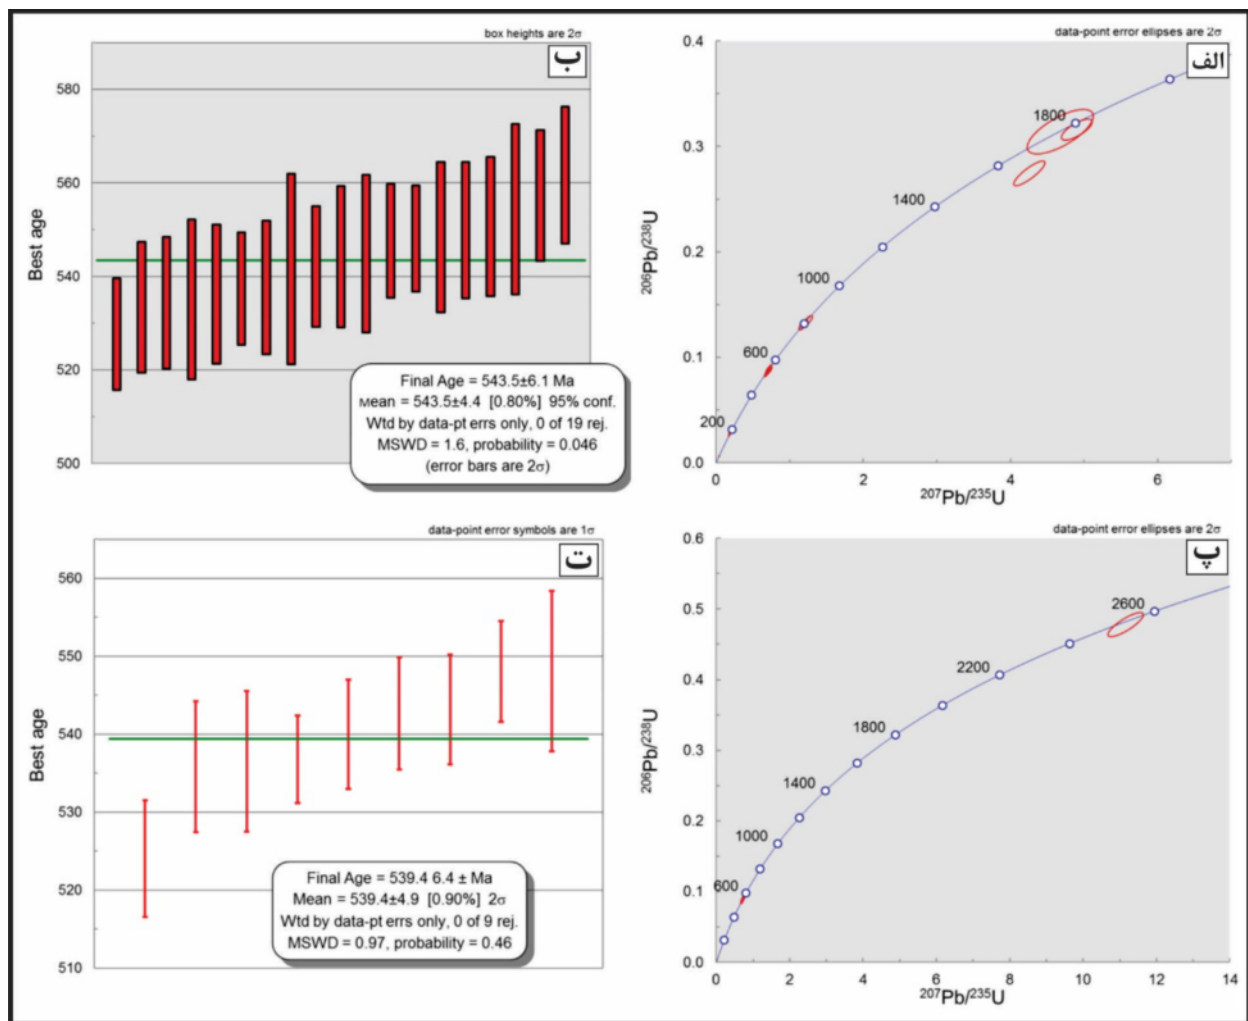 box heights are 2σ
ب
580
560
540
520
500
Best age
Final Age = 543.5±6.1 Ma
Mean = 543.5±4.4 [0.80%] 95% conf.
Wtd by data-pt errs only, 0 of 19 rej.
MSWD = 1.6, probability = 0.046
(error bars are 2σ)
data-point error ellipses are 2σ
الف
0.4
0.3
0.2
0.1
0.0
206Pb/238U
1800
1400
1000
600
200
0 2 4 6
207Pb/235U
data-point error symbols are 1σ
ت
560
550
540
530
520
510
Best age
Final Age = 539.4 6.4 ± Ma
Mean = 539.4±4.9 [0.90%] 2σ
Wtd by data-pt errs only, 0 of 9 rej.
MSWD = 0.97, probability = 0.46
data-point error ellipses are 2σ
پ
0.6
0.5
0.4
0.3
0.2
0.1
0.0
206Pb/238U
2600
2200
1800
1400
1000
600
0 2 4 6 8 10 12 14
207Pb/235U